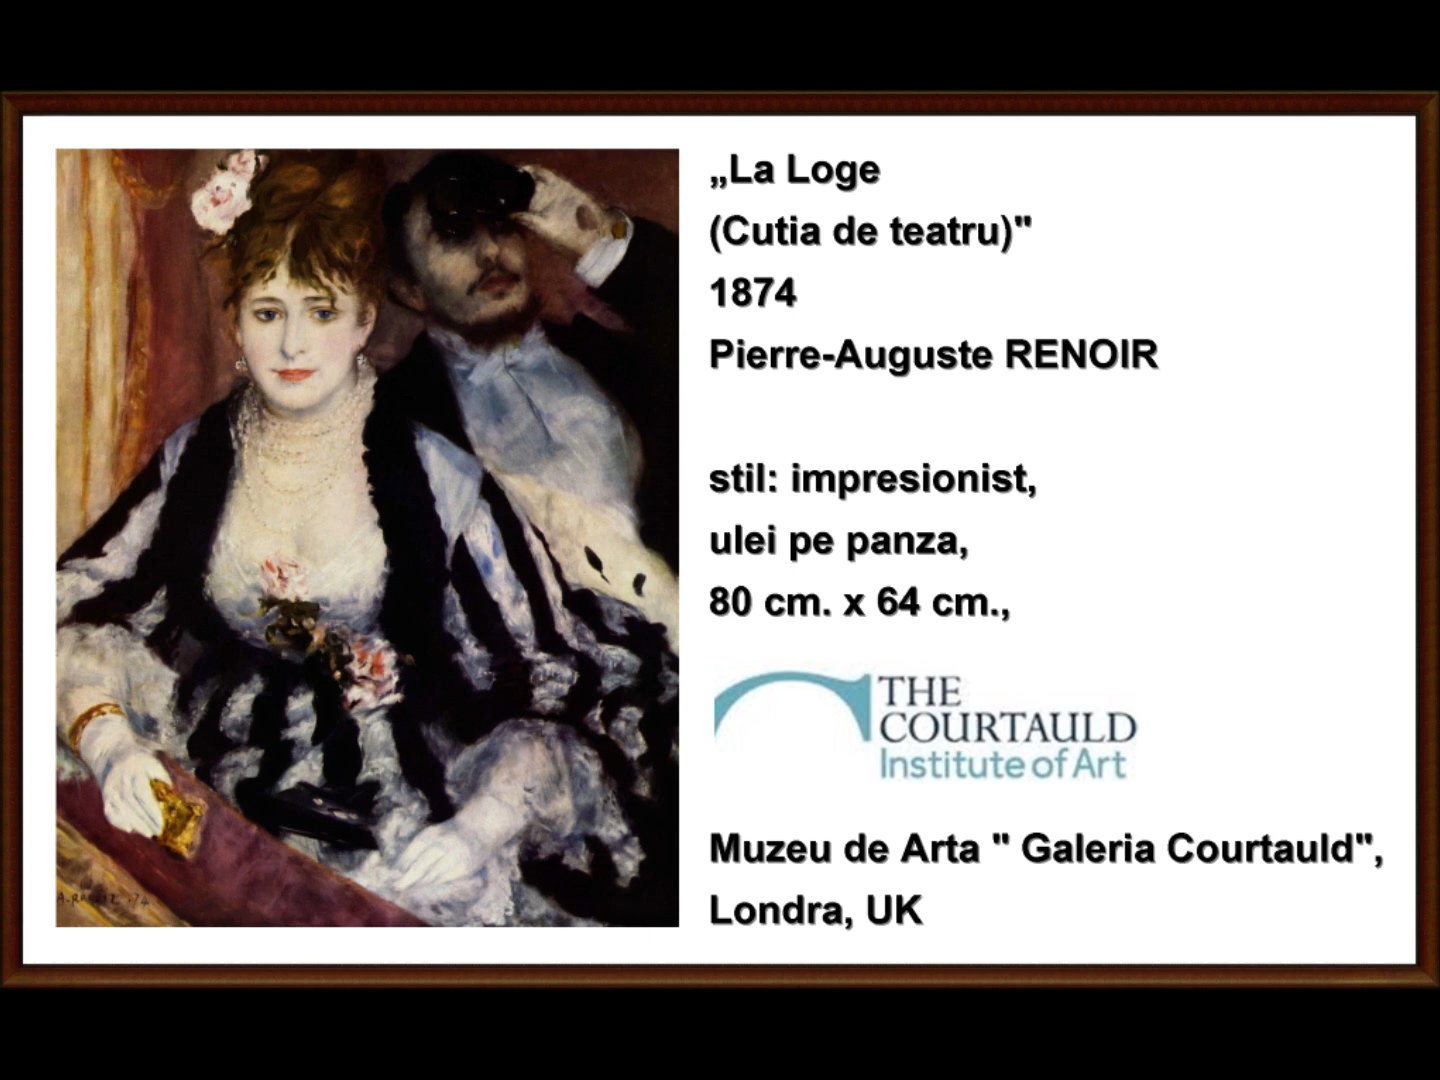 „La Loge
(Cutia de teatru)"
1874
Pierre-Auguste RENOIR
stil: impresionist,
ulei pe panza,
80 cm. x 64 cm.,
THE
COURTAULD
Institute of Art
Muzeu de Arta " Galeria Courtauld",
Londra, UK